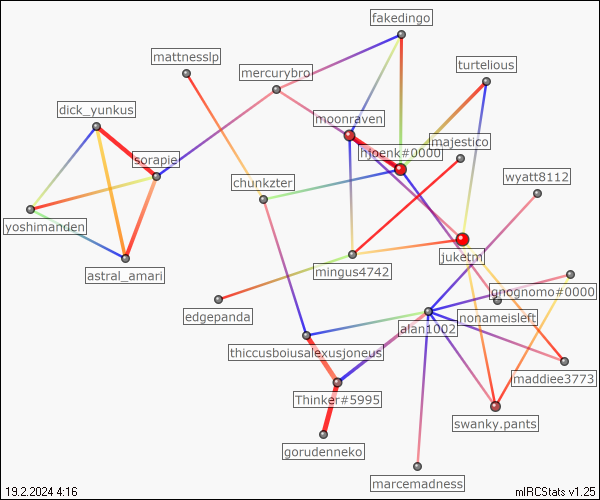 fakedingo
mattnesslp
mercurybro
turtelious
dick_yunkus
moonraven
majestico
hjoenk#0000
sorapie
wyatt8112
chunkzter
yoshimanden
astral_amari
mingus4742
juketm
gnognomo#0000
edgepanda
nonameisleft
alan1002
thiccusboiusalexusjoneus
maddiee3773
Thinker#5995
swanky.pants
gorudenneko
marcemadness
19.2.2024 4:16
mIRCStats v1.25